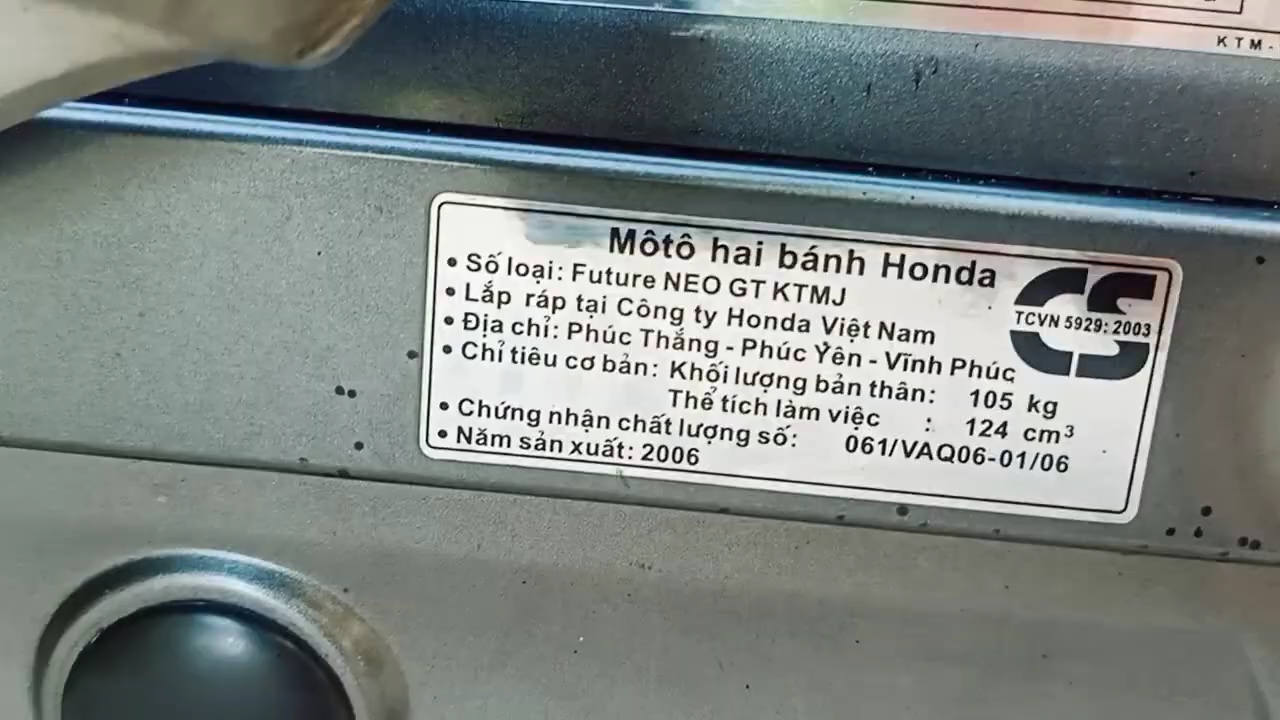 KTM-
Môtô hai bánh Honda
• Số loại: Future NEO GT KTMJ
• Lắp ráp tại Công ty Honda Việt Nam
• Địa chỉ: Phúc Thắng - Phúc Yên - Vĩnh Phúc
• Chỉ tiêu cơ bản: Khối lượng bản thân: 105 kg
Thể tích làm việc : 124 cm³
• Chứng nhận chất lượng số: 061/VAQ06-01/06
• Năm sản xuất: 2006
CS
TCVN 5929: 2003